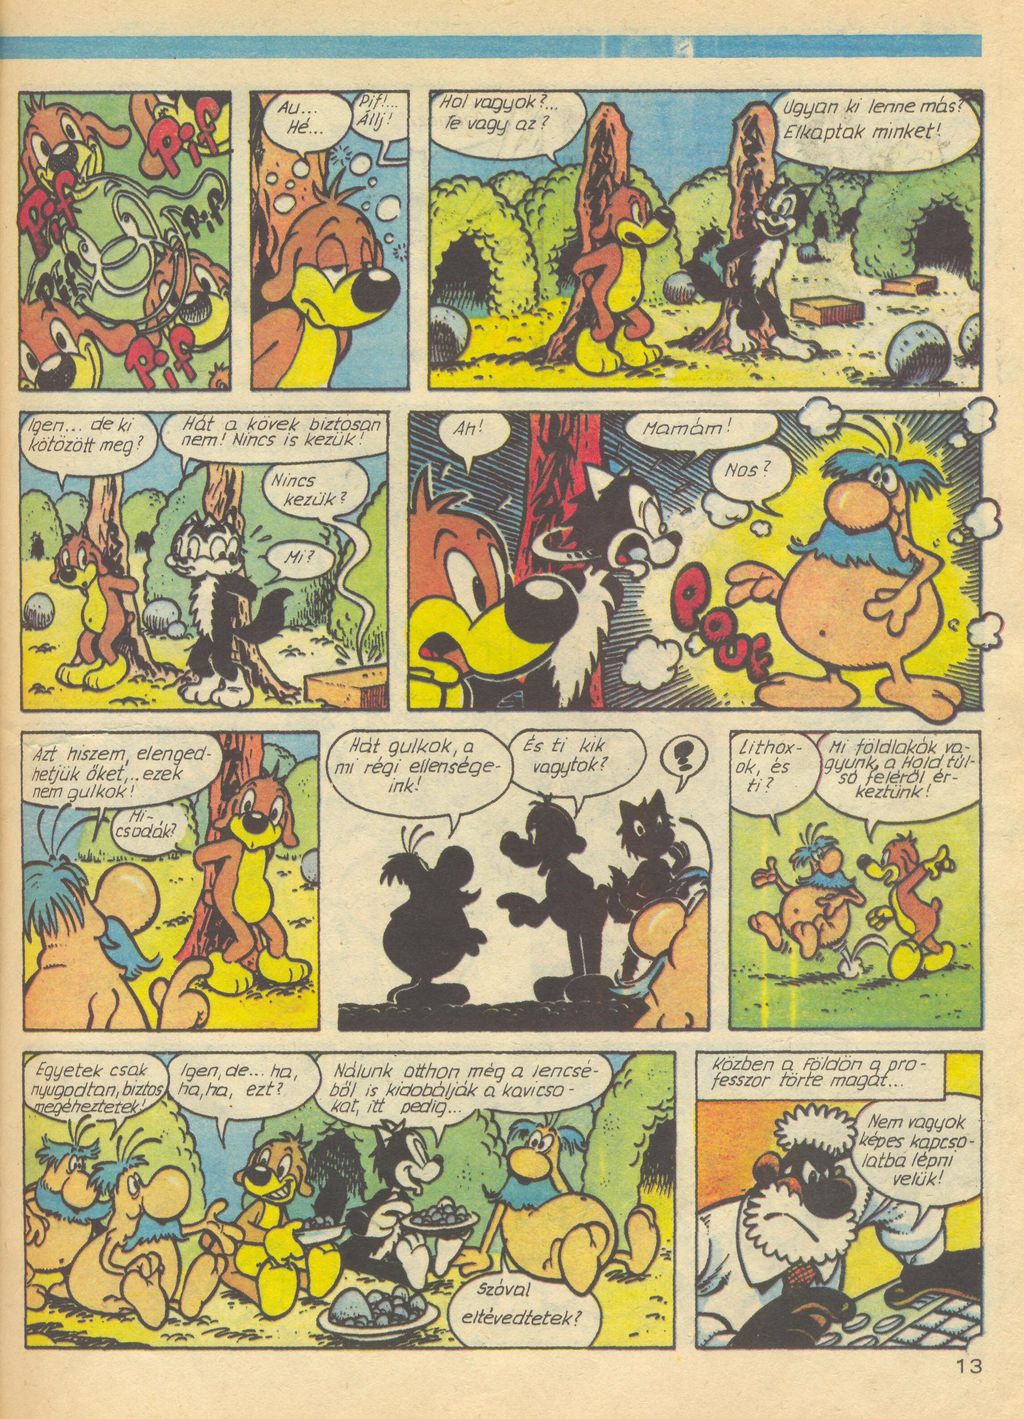 Pif
Pif
Pif
Pif
Pif
Pif
Au...
Hé...
Pif!...
Állj!
Hol vagyok?...
Te vagy az?
Ugyan ki lenne más?
Elkaptak minket!
Igen... de ki
kötözött meg?
Hát a kövek biztosan
nem! Nincs is kezük!
Nincs
kezük?
Mi?
Ah!
Mamám!
Nos?
POUF
Azt hiszem, elenged-
hetjük őket,.. ezek
nem gulkok!
Mi-
csodák?
Hát gulkok, a
mi régi ellensége-
ink!
És ti kik
vagytok?
?
Lithox-
ok, és
ti?
Mi földlakók va-
gyunk, a Hold túl-
só feléről ér-
keztünk!
Egyetek csak
nyugodtan, biztos
megéheztetek!
Igen, de... ha,
ha, ha, ezt?
Nálunk otthon még a lencsé-
ből is kidobálják a kavicso-
kat, itt pedig...
Szóval
eltévedtetek?
Közben a Földön a pro-
fesszor törte magát...
Nem vagyok
képes kapcso-
latba lépni
velük!
13